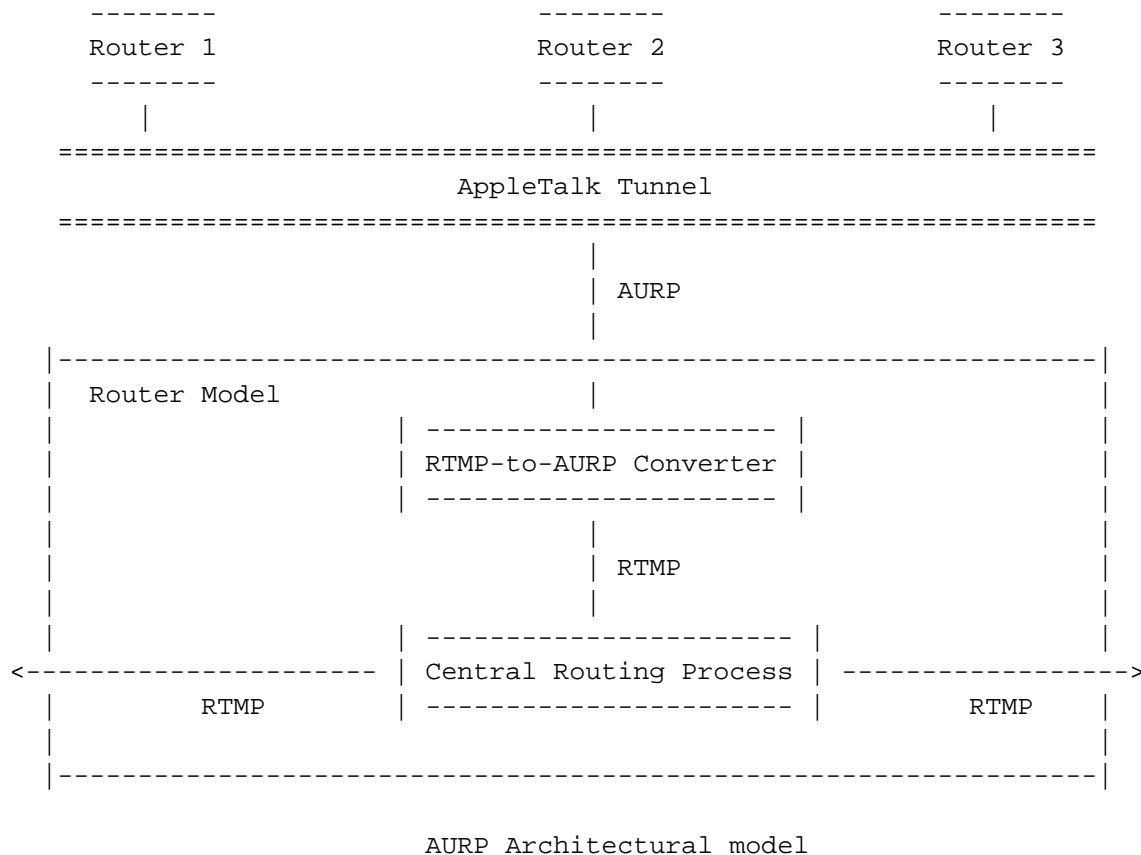 Router 1 Router 2 Router 3
AppleTalk Tunnel
AURP
Router Model
RTMP-to-AURP Converter
RTMP
Central Routing Process
RTMP RTMP
AURP Architectural model